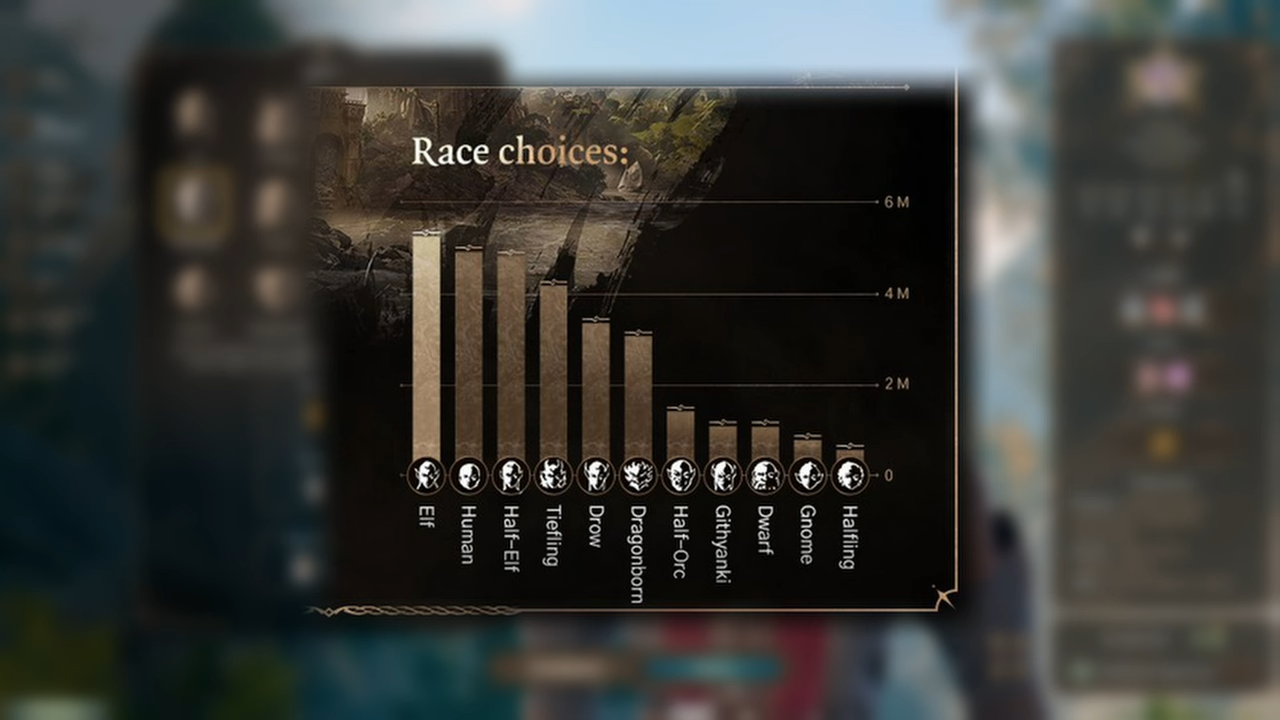 Race choices:
6 M
4 M
2 M
0
Elf
Human
Half-Elf
Tiefling
Drow
Dragonborn
Half-Orc
Githyanki
Dwarf
Gnome
Halfling